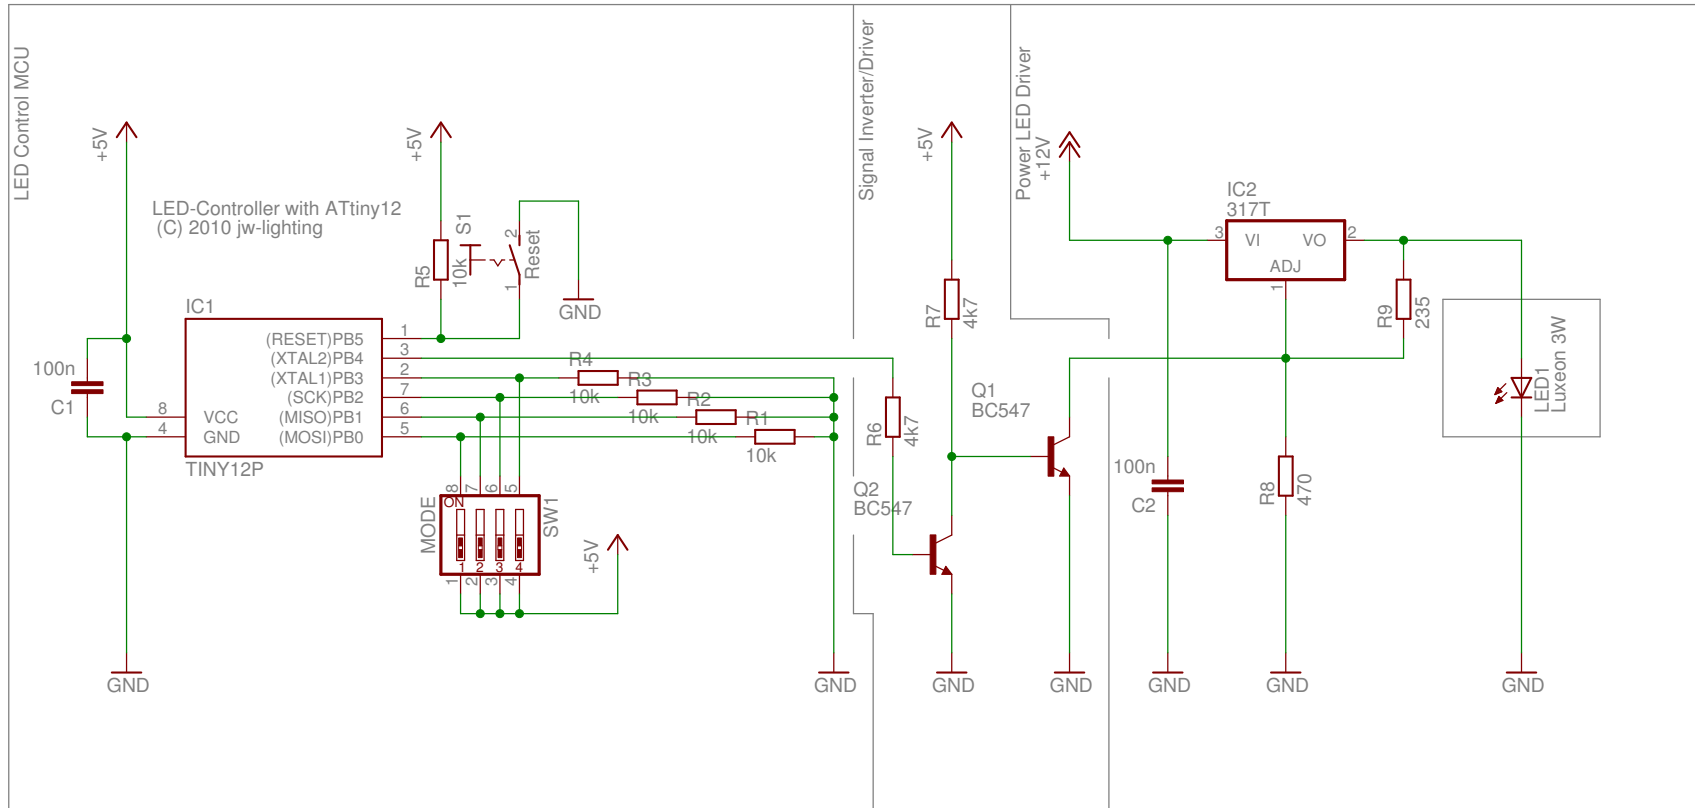 LED Control MCU
Signal Inverter/Driver
Power LED Driver
+5V
+5V
+5V
+12V
LED-Controller with ATtiny12
(C) 2010 jw-lighting
S1
R5
10k
2
1
Reset
GND
IC2
317T
3
VI
VO
2
ADJ
1
R7
4k7
R9
235
IC1
(RESET)PB5
1
(XTAL2)PB4
3
(XTAL1)PB3
2
(SCK)PB2
7
(MISO)PB1
6
(MOSI)PB0
5
8
VCC
4
GND
TINY12P
100n
C1
R4
10k
R3
10k
R2
10k
R1
10k
R6
4k7
Q1
BC547
LED1
Luxeon 3W
100n
C2
R8
470
Q2
BC547
MODE
8
7
6
5
ON
1
2
3
4
SW1
1
2
3
4
+5V
GND
GND
GND
GND
GND
GND
GND